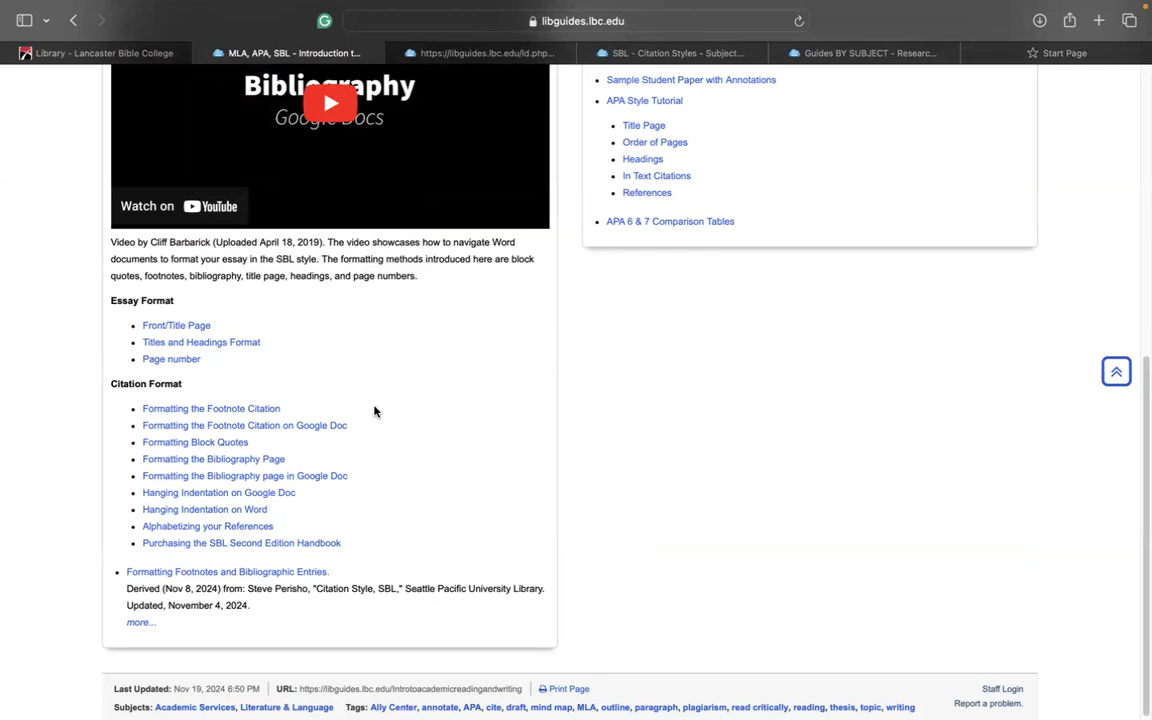 libguides.lbc.edu
Library - Lancaster Bible College
MLA, APA, SBL - Introduction t...
https://libguides.lbc.edu/ld.php...
SBL - Citation Styles - Subject...
Guides BY SUBJECT - Researc...
Start Page
Bibliography
Google Docs
Watch on YouTube
Video by Cliff Barbarick (Uploaded April 18, 2019). The video showcases how to navigate Word
documents to format your essay in the SBL style. The formatting methods introduced here are block
quotes, footnotes, bibliography, title page, headings, and page numbers.
Essay Format
Front/Title Page
Titles and Headings Format
Page number
Citation Format
Formatting the Footnote Citation
Formatting the Footnote Citation on Google Doc
Formatting Block Quotes
Formatting the Bibliography Page
Formatting the Bibliography page in Google Doc
Hanging Indentation on Google Doc
Hanging Indentation on Word
Alphabetizing your References
Purchasing the SBL Second Edition Handbook
Formatting Footnotes and Bibliographic Entries.
Derived (Nov 8, 2024) from: Steve Perisho, "Citation Style, SBL," Seattle Pacific University Library.
Updated, November 4, 2024.
more...
Sample Student Paper with Annotations
APA Style Tutorial
Title Page
Order of Pages
Headings
In Text Citations
References
APA 6 & 7 Comparison Tables
Last Updated: Nov 19, 2024 6:50 PM URL: https://libguides.lbc.edu/Introtoacademicreadingandwriting Print Page
Staff Login
Subjects: Academic Services, Literature & Language Tags: Ally Center, annotate, APA, cite, draft, mind map, MLA, outline, paragraph, plagiarism, read critically, reading, thesis, topic, writing
Report a problem.